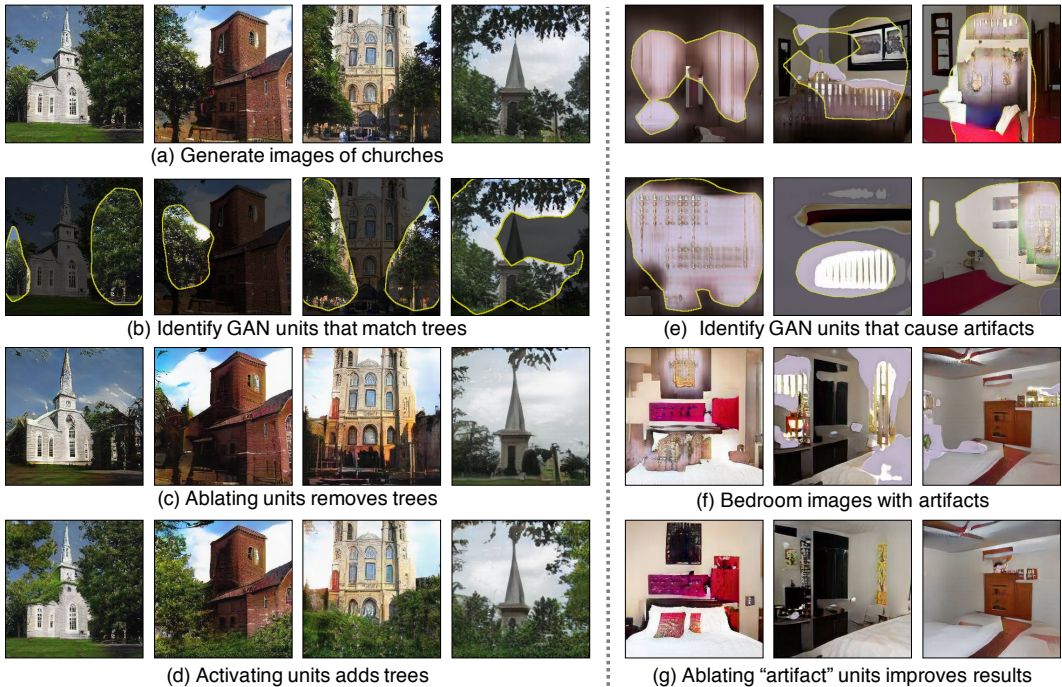 (a) Generate images of churches
(b) Identify GAN units that match trees
(c) Ablating units removes trees
(d) Activating units adds trees
(e) Identify GAN units that cause artifacts
(f) Bedroom images with artifacts
(g) Ablating “artifact” units improves results